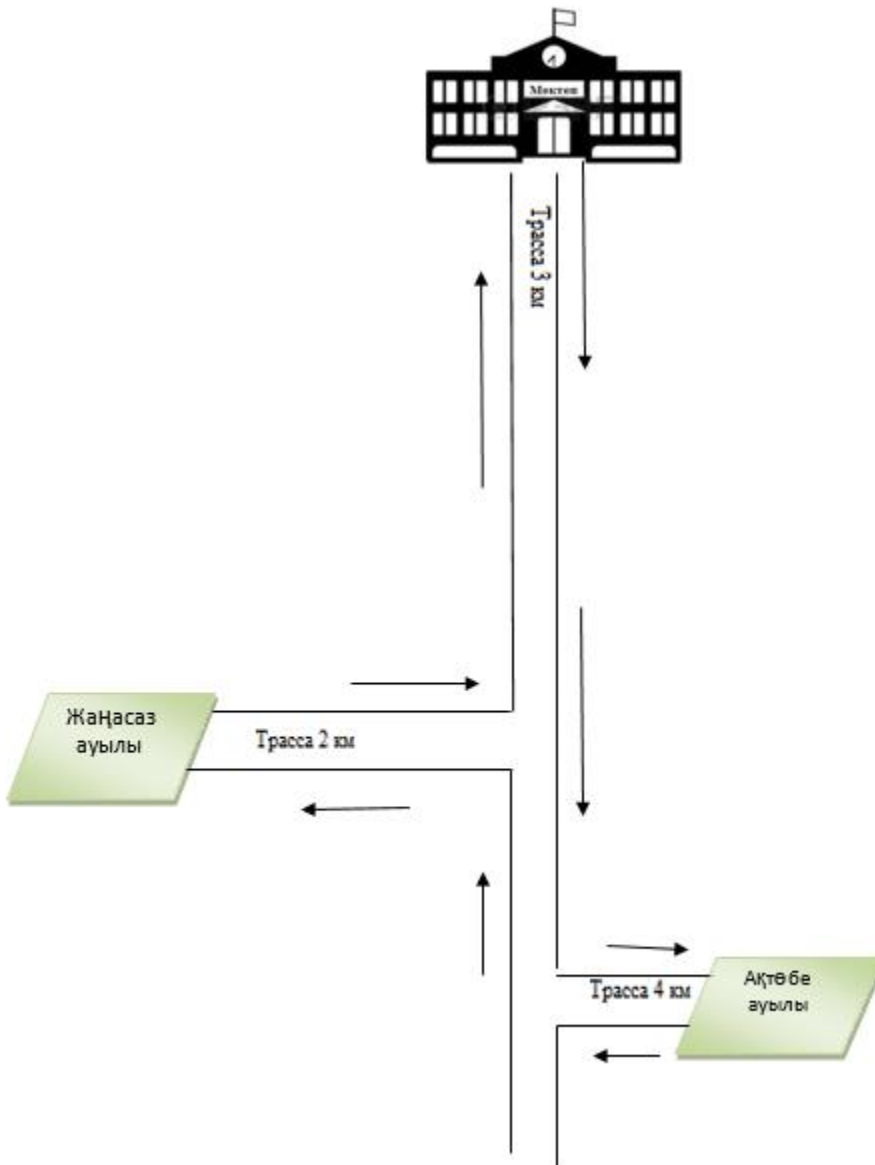 Мектеп
Трасса 3 км
Жаңасаз
ауылы
Трасса 2 км
Ақтөбе
ауылы
Трасса 4 км